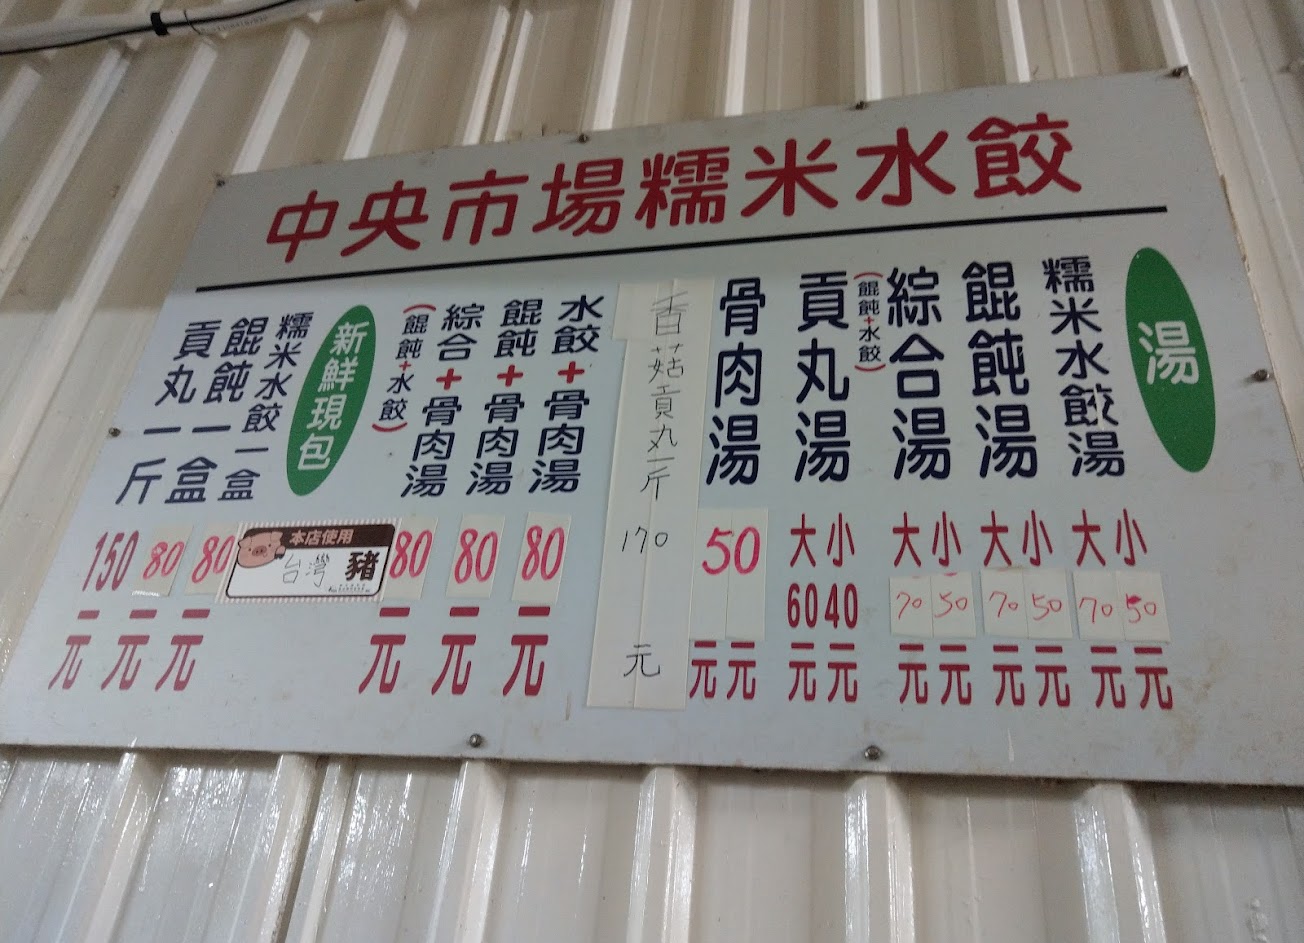 中央市場糯米水餃
湯
糯米水餃湯
大小
70 50
元元
餛飩湯
大小
70 50
元元
綜合湯
(餛飩+水餃)
大小
70 50
元元
貢丸湯
大小
60 40
元元
骨肉湯
50
元元
香菇貢丸一斤
170
元
水餃+骨肉湯
80
元
餛飩+骨肉湯
80
元
綜合+骨肉湯
(餛飩+水餃)
80
元
新鮮現包
糯米水餃一盒
80
元
餛飩一盒
80
元
貢丸一斤
150
元
本店使用
台灣 豬